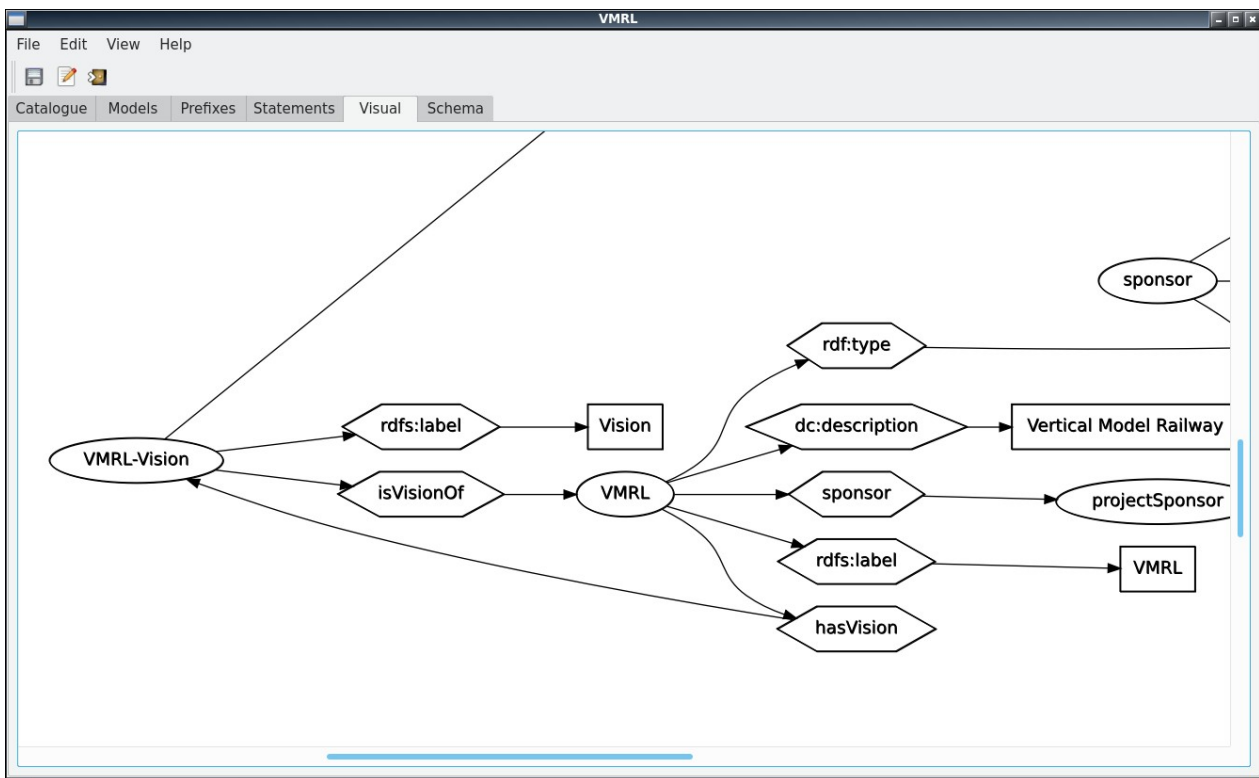 VMRL
File Edit View Help
Catalogue Models Prefixes Statements Visual Schema
sponsor
rdf:type
rdfs:label
Vision
dc:description
Vertical Model Railway
VMRL-Vision
isVisionOf
VMRL
sponsor
projectSponsor
rdfs:label
VMRL
hasVision